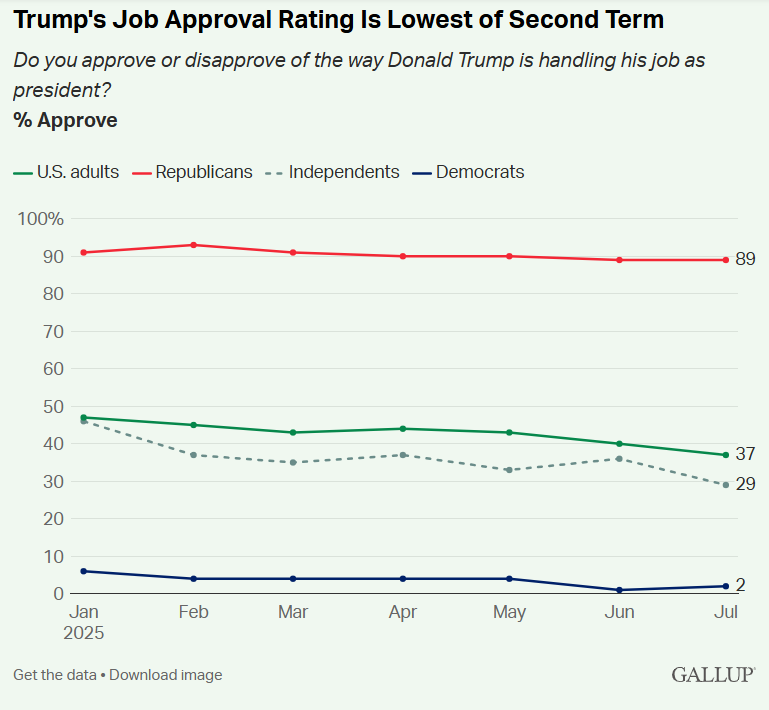 Trump's Job Approval Rating Is Lowest of Second Term
Do you approve or disapprove of the way Donald Trump is handling his job as
president?
% Approve
U.S. adults Republicans Independents Democrats
100%
90
80
70
60
50
40
30
20
10
0
89
37
29
2
Jan Feb Mar Apr May Jun Jul
2025
Get the data • Download image
GALLUP®